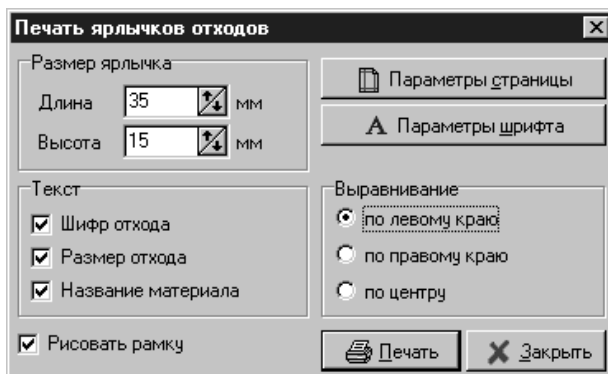 Печать ярлычков отходов
Размер ярлычка
Длина 35 мм
Высота 15 мм
Параметры страницы
А Параметры шрифта
Текст
Шифр отхода
Размер отхода
Название материала
Выравнивание
по левому краю
по правому краю
по центру
Рисовать рамку
Печать
Закрыть